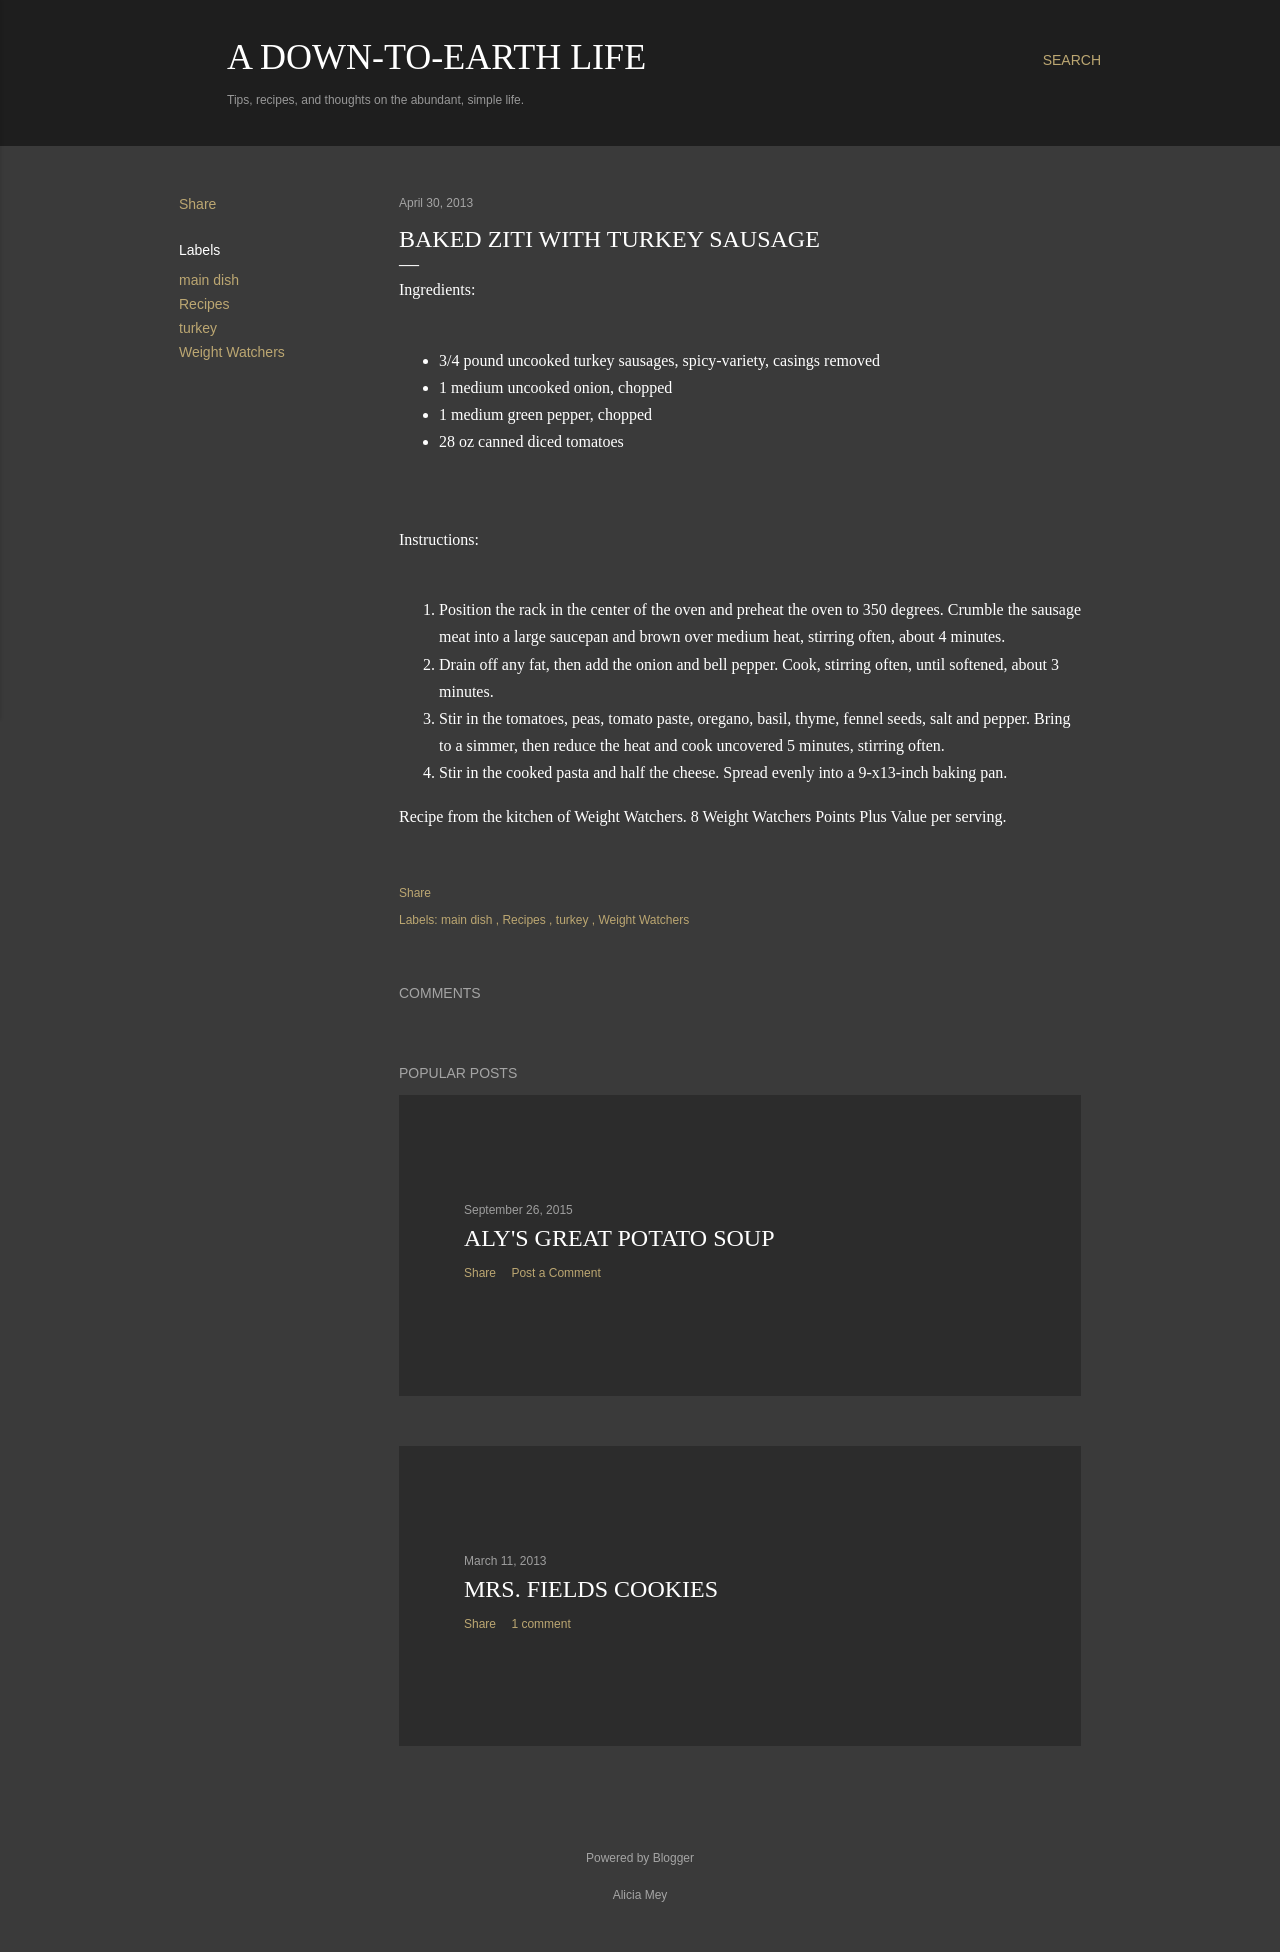 A DOWN-TO-EARTH LIFE
SEARCH
Tips, recipes, and thoughts on the abundant, simple life.
Share
Labels
main dish
Recipes
turkey
Weight Watchers
April 30, 2013
BAKED ZITI WITH TURKEY SAUSAGE
Ingredients:
3/4 pound uncooked turkey sausages, spicy-variety, casings removed
1 medium uncooked onion, chopped
1 medium green pepper, chopped
28 oz canned diced tomatoes
Instructions:
1. Position the rack in the center of the oven and preheat the oven to 350 degrees. Crumble the sausage
meat into a large saucepan and brown over medium heat, stirring often, about 4 minutes.
2. Drain off any fat, then add the onion and bell pepper. Cook, stirring often, until softened, about 3
minutes.
3. Stir in the tomatoes, peas, tomato paste, oregano, basil, thyme, fennel seeds, salt and pepper. Bring
to a simmer, then reduce the heat and cook uncovered 5 minutes, stirring often.
4. Stir in the cooked pasta and half the cheese. Spread evenly into a 9-x13-inch baking pan.
Recipe from the kitchen of Weight Watchers. 8 Weight Watchers Points Plus Value per serving.
Share
Labels: main dish , Recipes , turkey , Weight Watchers
COMMENTS
POPULAR POSTS
September 26, 2015
ALY'S GREAT POTATO SOUP
Share Post a Comment
March 11, 2013
MRS. FIELDS COOKIES
Share 1 comment
Powered by Blogger
Alicia Mey